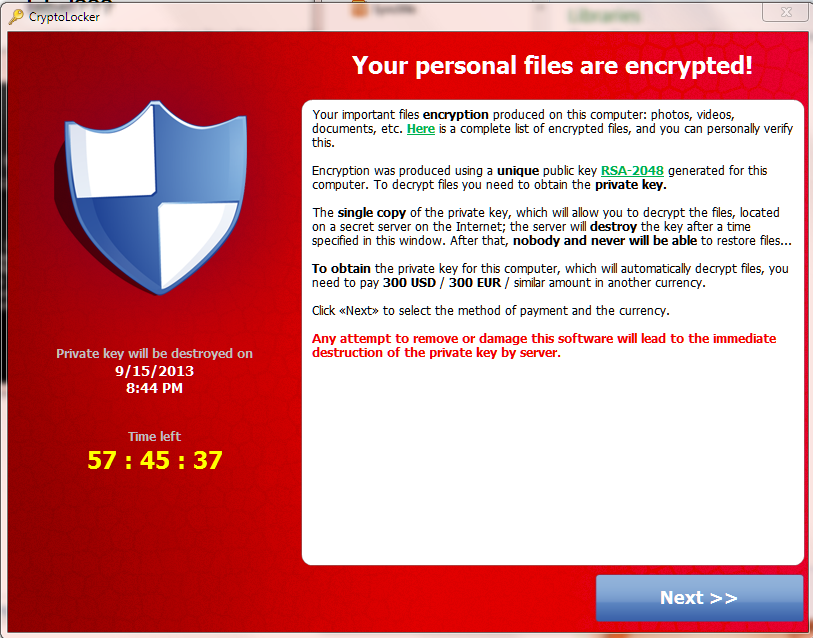 CryptoLocker
Libraries
Your personal files are encrypted!
Your important files encryption produced on this computer: photos, videos,
documents, etc. Here is a complete list of encrypted files, and you can personally verify
this.
Encryption was produced using a unique public key RSA-2048 generated for this
computer. To decrypt files you need to obtain the private key.
The single copy of the private key, which will allow you to decrypt the files, located
on a secret server on the Internet; the server will destroy the key after a time
specified in this window. After that, nobody and never will be able to restore files...
To obtain the private key for this computer, which will automatically decrypt files, you
need to pay 300 USD / 300 EUR / similar amount in another currency.
Click «Next» to select the method of payment and the currency.
Any attempt to remove or damage this software will lead to the immediate
destruction of the private key by server.
Private key will be destroyed on
9/15/2013
8:44 PM
Time left
57 : 45 : 37
Next >>